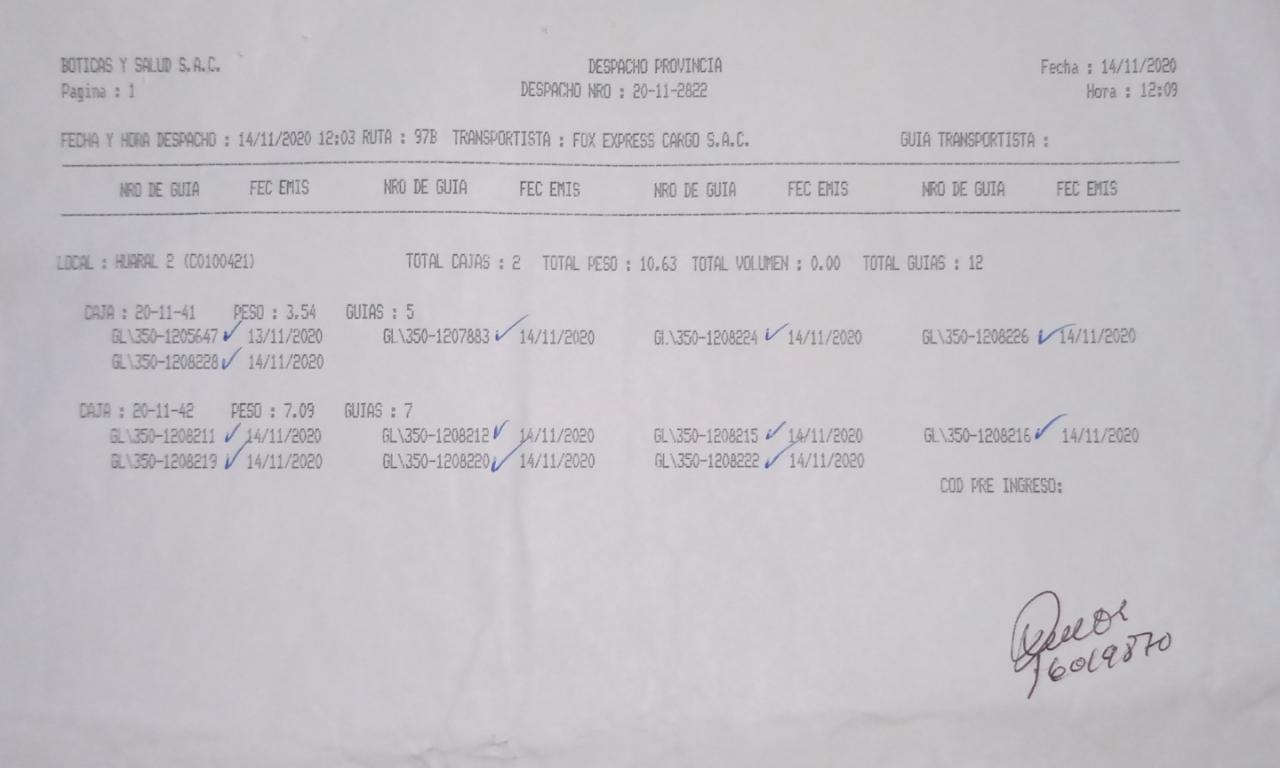 BOTICAS Y SALUD S.A.C. DESPACHO PROVINCIA Fecha : 14/11/2020
Pagina : 1 DESPACHO NRO : 20-11-2822 Hora : 12:09
FECHA Y HORA DESPACHO : 14/11/2020 12:03 RUTA : 97B TRANSPORTISTA : FOX EXPRESS CARGO S.A.C. GUIA TRANSPORTISTA :
NRO DE GUIA FEC EMIS NRO DE GUIA FEC EMIS NRO DE GUIA FEC EMIS NRO DE GUIA FEC EMIS
LOCAL : HUARAL 2 (C0100421) TOTAL CAJAS : 2 TOTAL PESO : 10.63 TOTAL VOLUMEN : 0.00 TOTAL GUIAS : 12
CAJA : 20-11-41 PESO : 3.54 GUIAS : 5
GL\350-1205647 ✓ 13/11/2020 GL\350-1207883 ✓ 14/11/2020 GL\350-1208224 ✓ 14/11/2020 GL\350-1208226 ✓ 14/11/2020
GL\350-1208228 ✓ 14/11/2020
CAJA : 20-11-42 PESO : 7.09 GUIAS : 7
GL\350-1208211 ✓ 14/11/2020 GL\350-1208212 ✓ 14/11/2020 GL\350-1208215 ✓ 14/11/2020 GL\350-1208216 ✓ 14/11/2020
GL\350-1208219 ✓ 14/11/2020 GL\350-1208220 ✓ 14/11/2020 GL\350-1208222 ✓ 14/11/2020
COD PRE INGRESO:
16019870